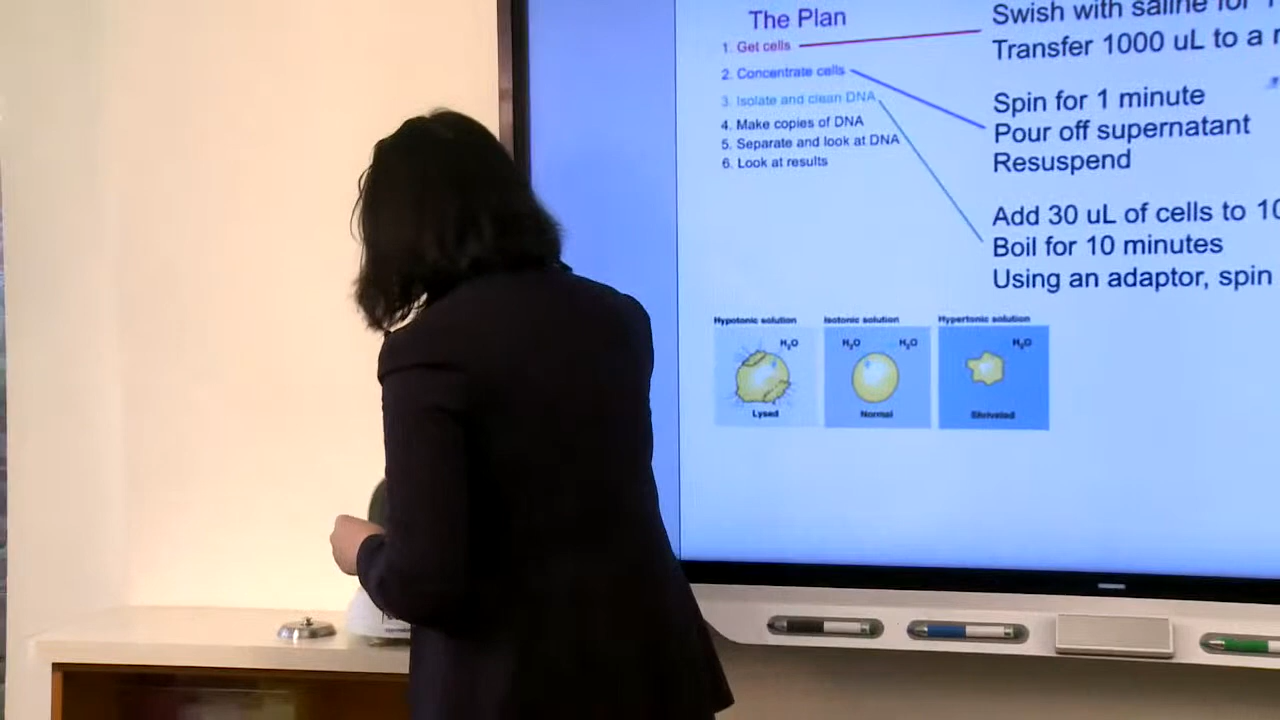 The Plan
1. Get cells
2. Concentrate cells
3. Isolate and clean DNA
4. Make copies of DNA
5. Separate and look at DNA
6. Look at results
Swish with saline for 1
Transfer 1000 uL to a
Spin for 1 minute
Pour off supernatant
Resuspend
Add 30 uL of cells to 10
Boil for 10 minutes
Using an adaptor, spin
Hypotonic solution
Isotonic solution
Hypertonic solution
H₂O
H₂O
H₂O
H₂O
Lysed
Normal
Shriveled